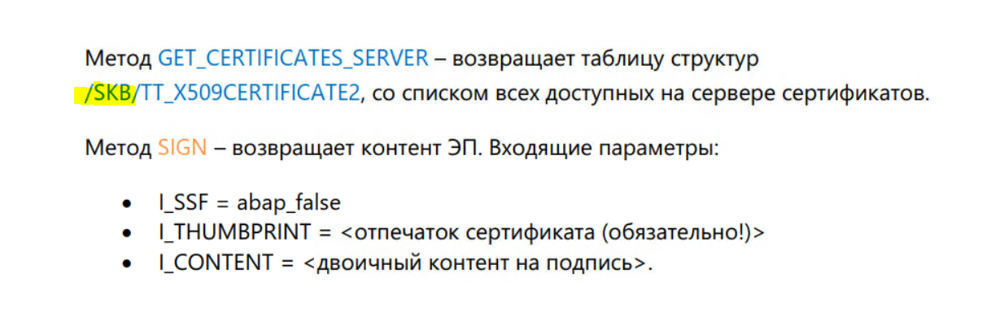 Метод GET_CERTIFICATES_SERVER – возвращает таблицу структур
/SKB/TT_X509CERTIFICATE2, со списком всех доступных на сервере сертификатов.
Метод SIGN – возвращает контент ЭП. Входящие параметры:
• I_SSF = abap_false
• I_THUMBPRINT = <отпечаток сертификата (обязательно!)>
• I_CONTENT = <двоичный контент на подпись>.